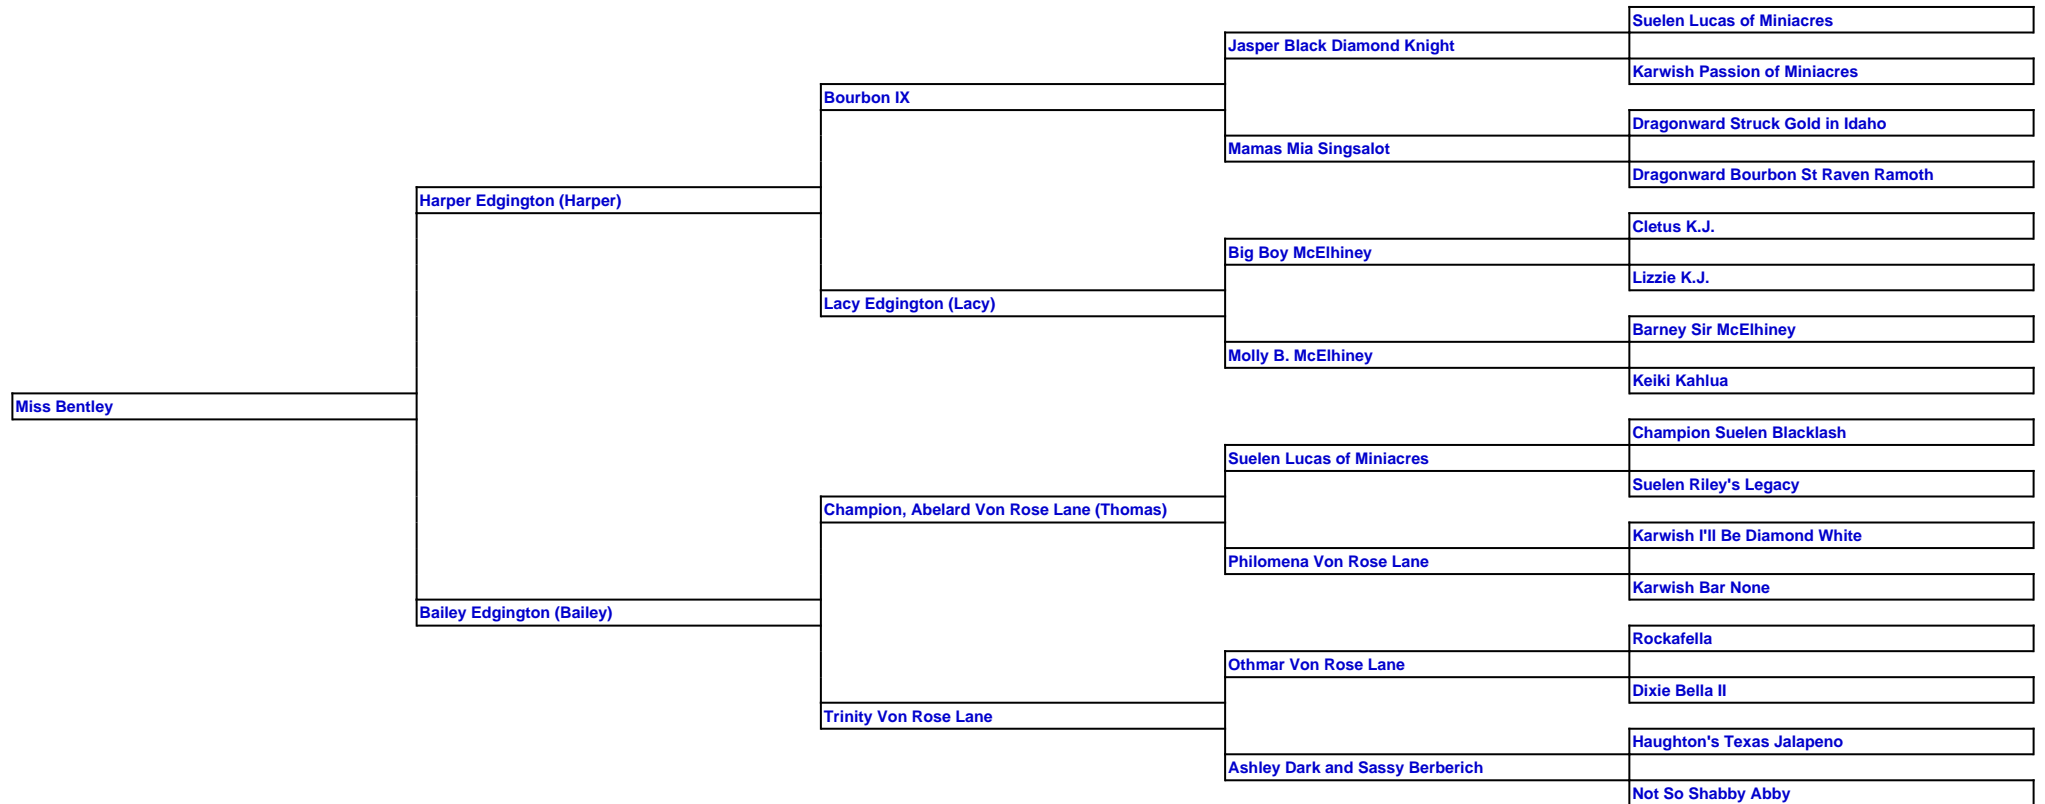 Suelen Lucas of Miniacres
Jasper Black Diamond Knight
Karwish Passion of Miniacres
Bourbon IX
Dragonward Struck Gold in Idaho
Mamas Mia Singsalot
Dragonward Bourbon St Raven Ramoth
Harper Edgington (Harper)
Cletus K.J.
Big Boy McElhiney
Lizzie K.J.
Lacy Edgington (Lacy)
Barney Sir McElhiney
Molly B. McElhiney
Keiki Kahlua
Miss Bentley
Champion Suelen Blacklash
Suelen Lucas of Miniacres
Suelen Riley's Legacy
Champion, Abelard Von Rose Lane (Thomas)
Karwish I'll Be Diamond White
Philomena Von Rose Lane
Karwish Bar None
Bailey Edgington (Bailey)
Rockafella
Othmar Von Rose Lane
Dixie Bella II
Trinity Von Rose Lane
Haughton's Texas Jalapeno
Ashley Dark and Sassy Berberich
Not So Shabby Abby